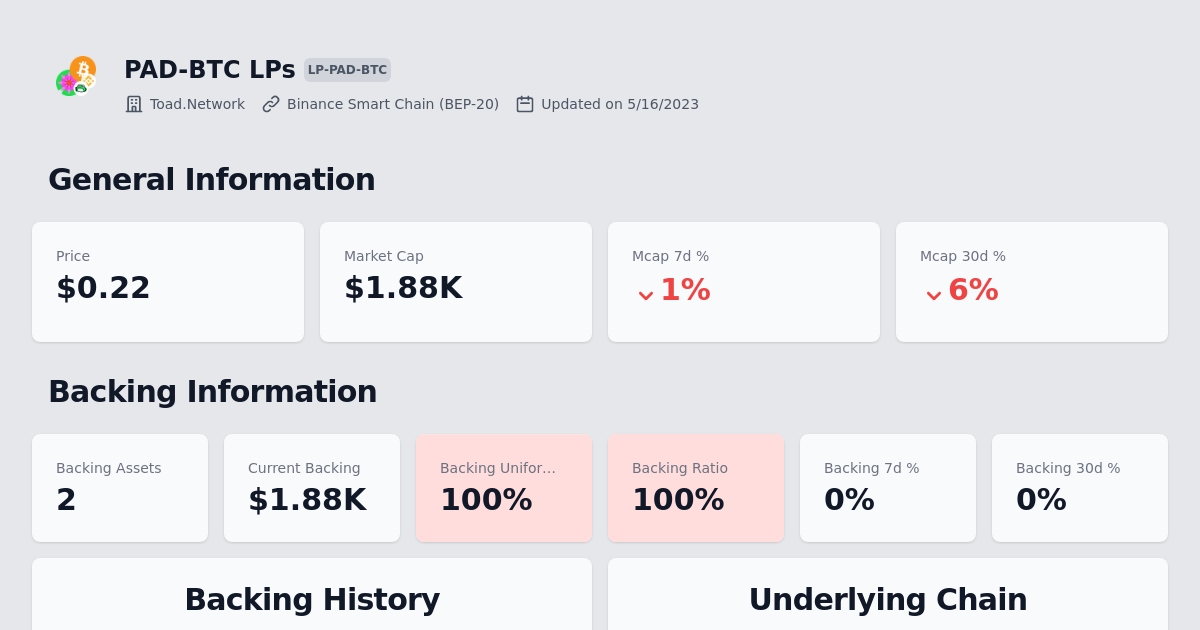 PAD-BTC LPs LP-PAD-BTC
Toad.Network Binance Smart Chain (BEP-20) Updated on 5/16/2023
General Information
Price Market Cap Mcap 7d % Mcap 30d %
$0.22 $1.88K 1% 6%
Backing Information
Backing Assets Current Backing Backing Unifor... Backing Ratio Backing 7d % Backing 30d %
2 $1.88K 100% 100% 0% 0%
Backing History Underlying Chain